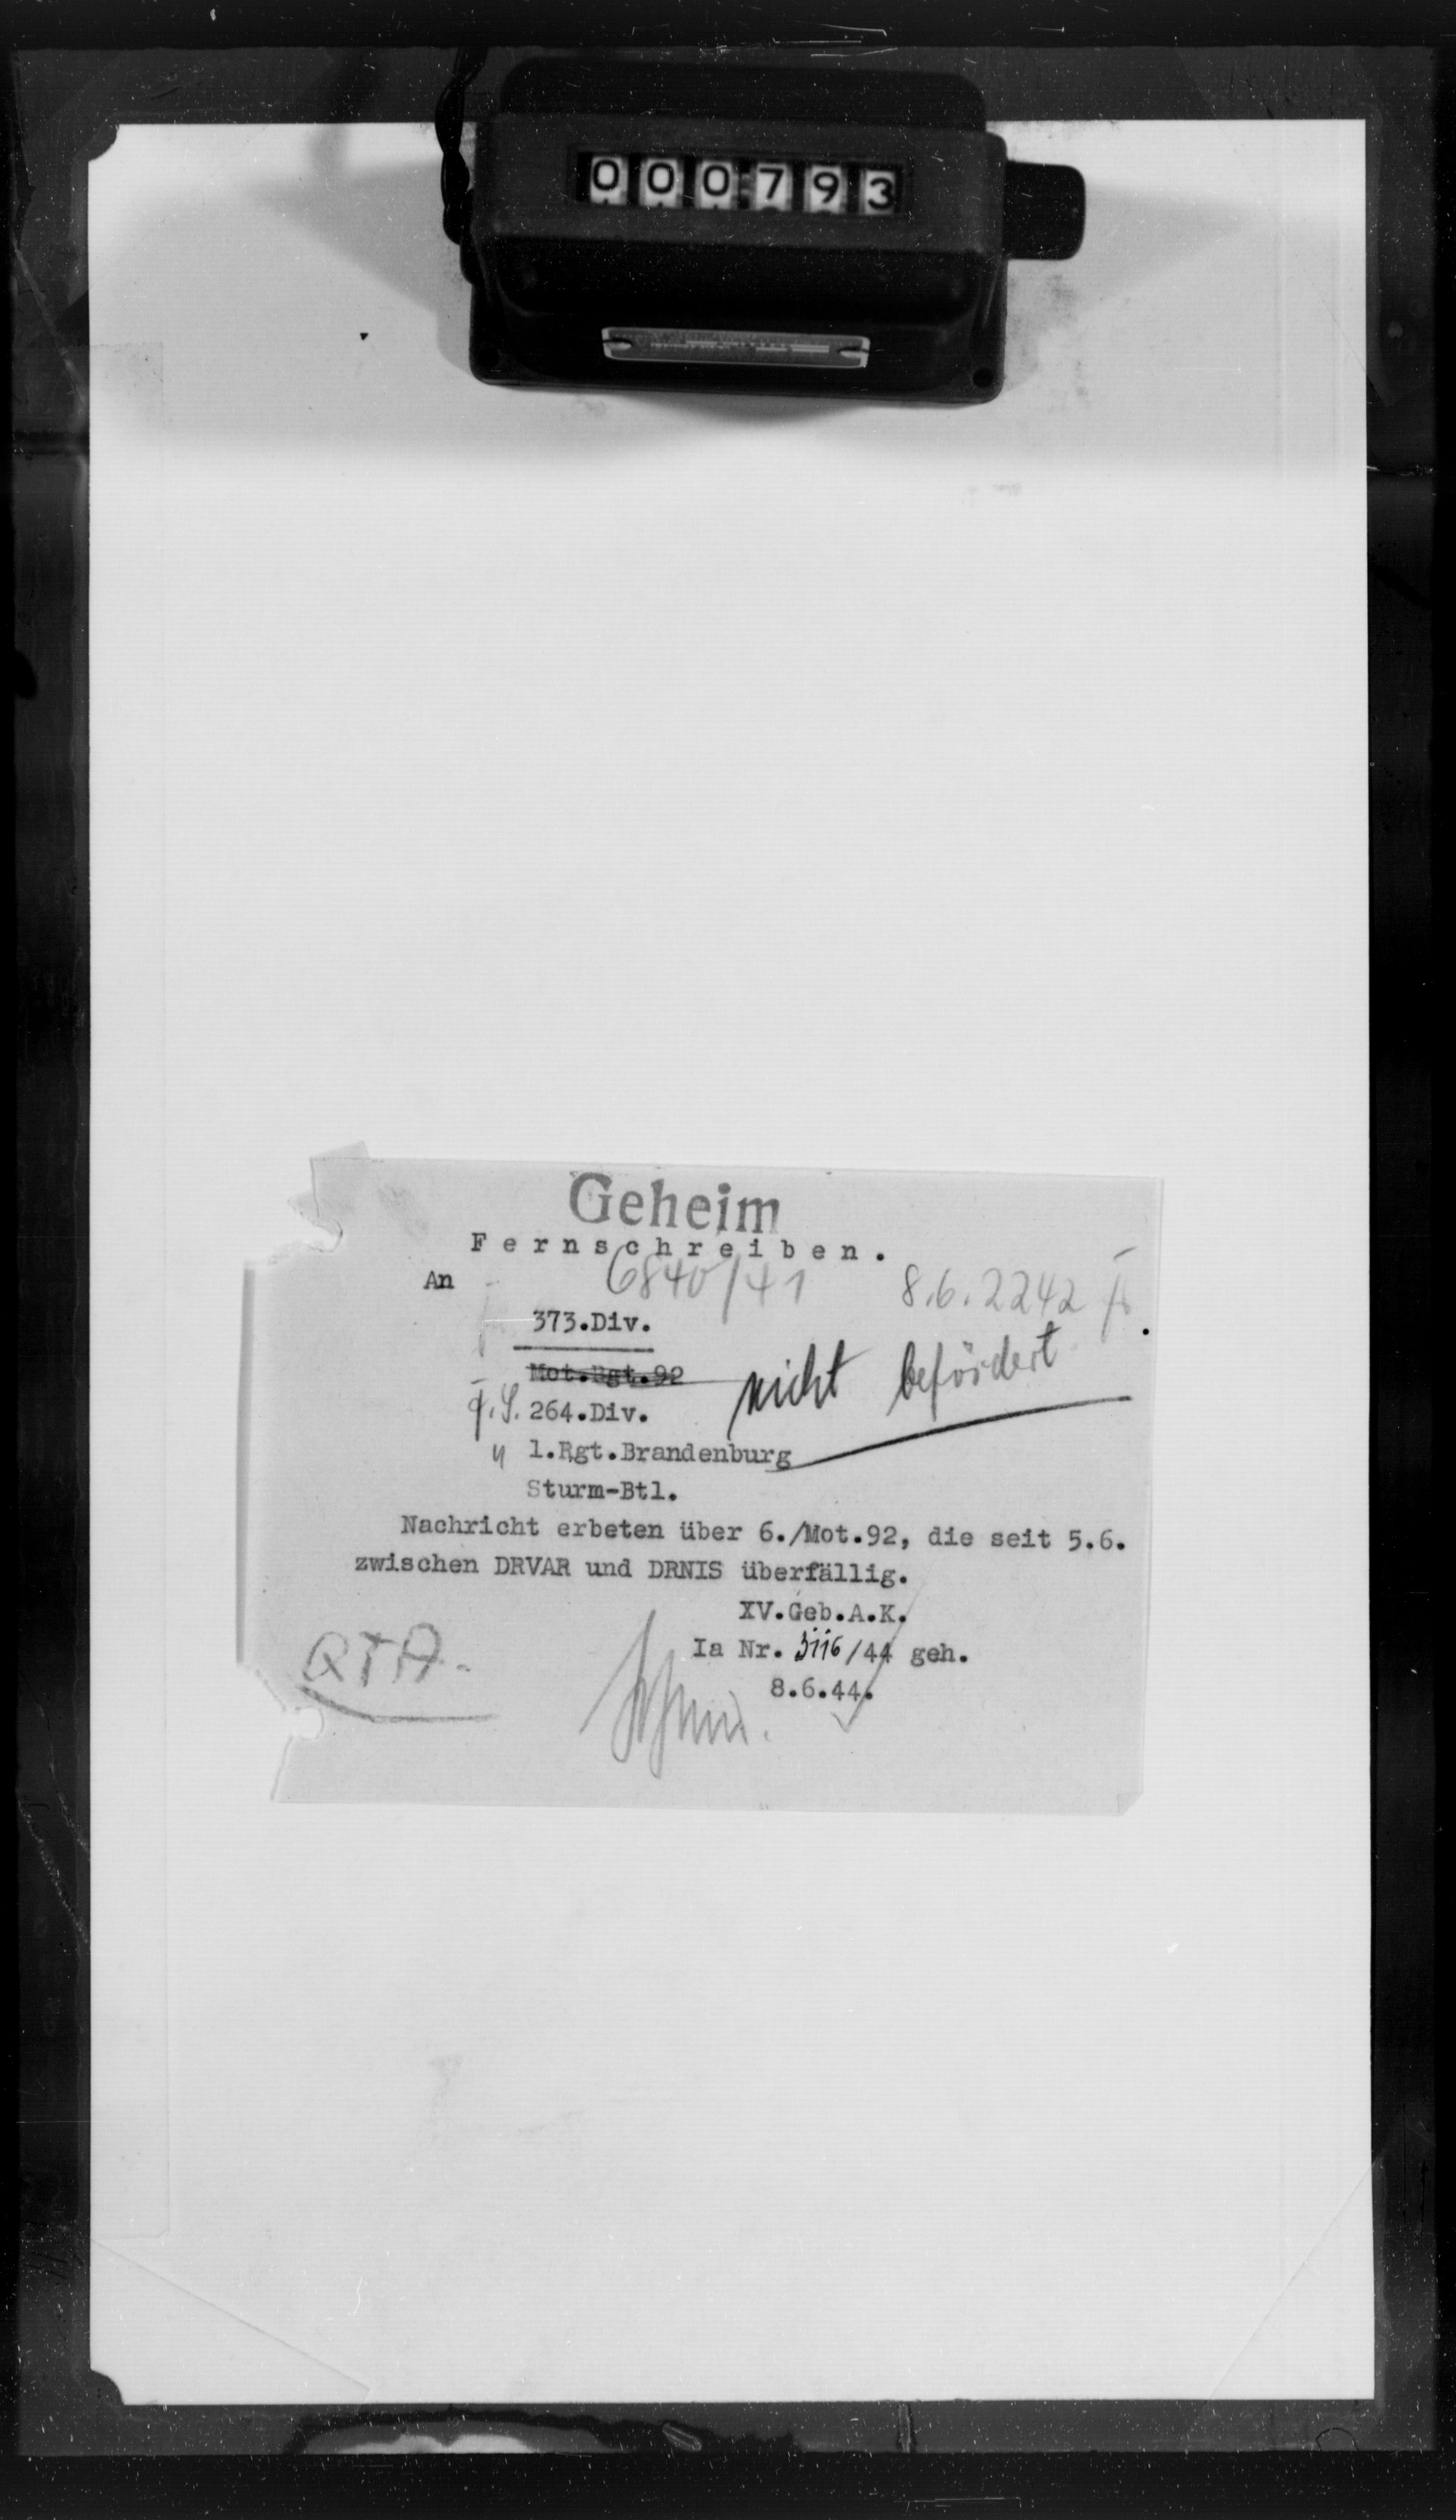 000793
Geheim
Fernschreiben.
An
6840/41
8.6. 2242
373.Div.
Mot.Rgt.92
nicht befördert
264.Div.
1.Rgt.Brandenburg
Sturm-Btl.
Nachricht erbeten über 6./Mot.92, die seit 5.6.
zwischen DRVAR und DRNIS überfällig.
XV.Geb.A.K.
Ia Nr. 3116/44 geh.
QTA.
8.6.44.